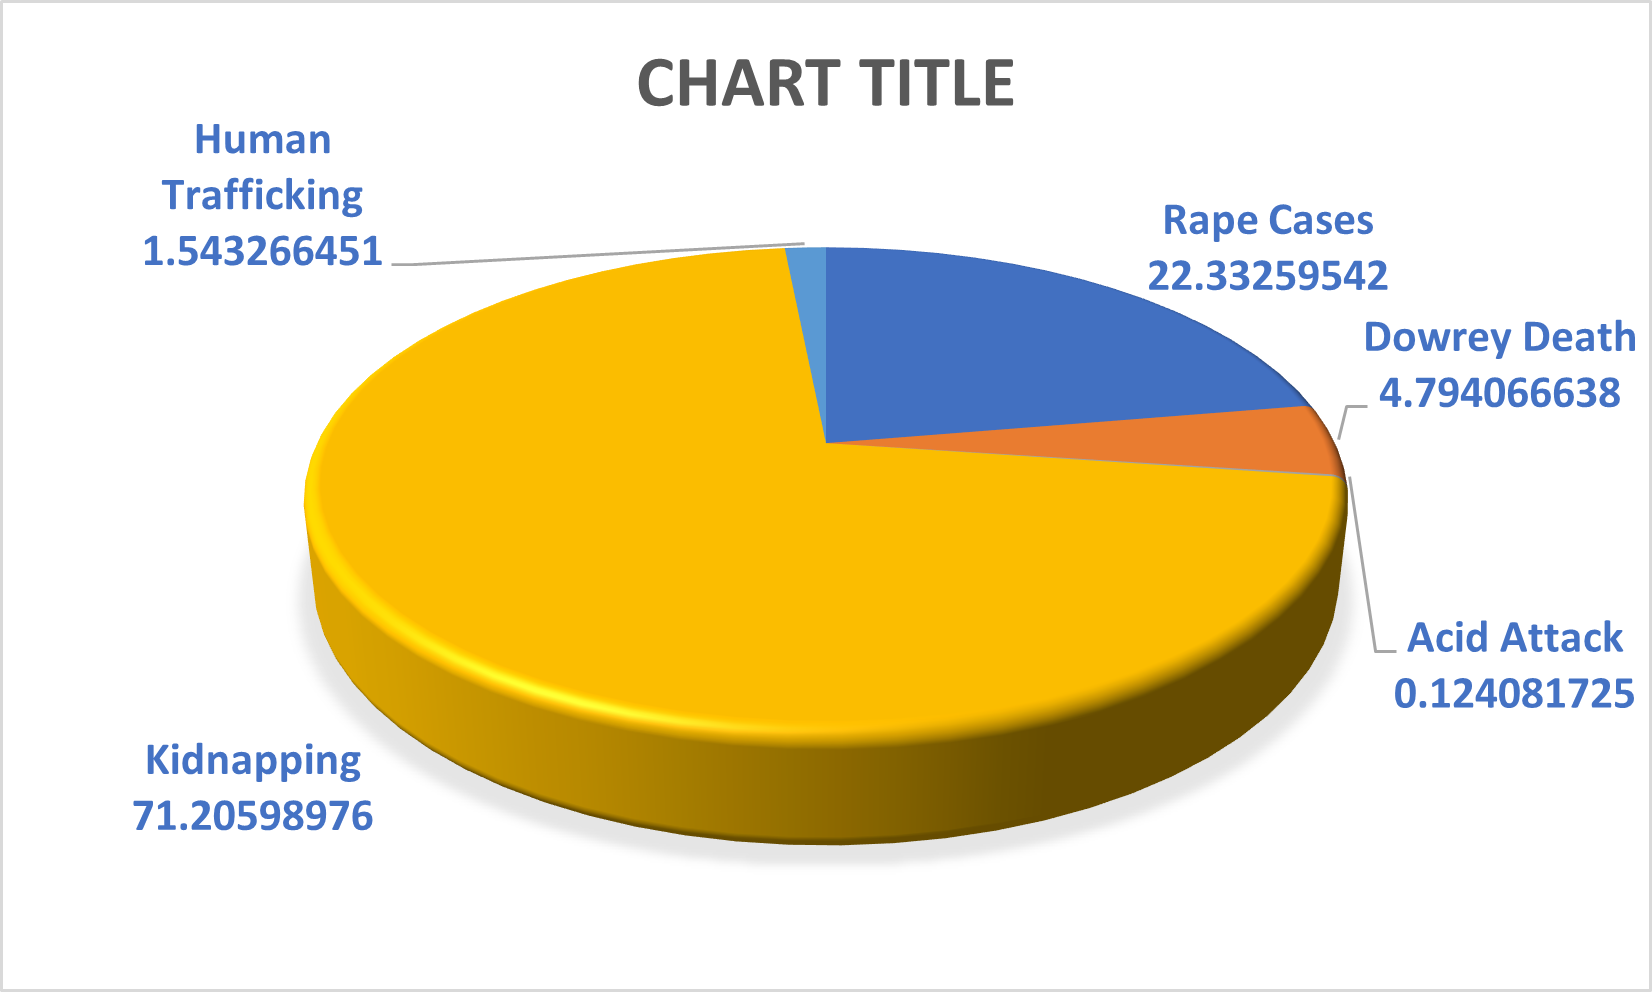 CHART TITLE
Human
Trafficking
1.543266451
Rape Cases
22.33259542
Dowrey Death
4.794066638
Acid Attack
0.124081725
Kidnapping
71.20598976